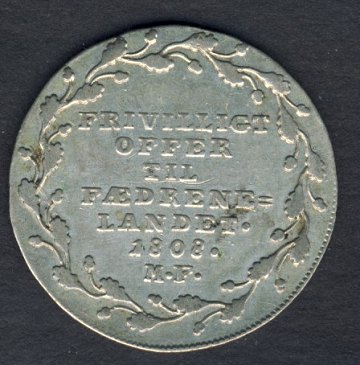 FRIVILLIGT
OFFER
TIL
FÆDRENE=
LANDET.
1808.
M.F.